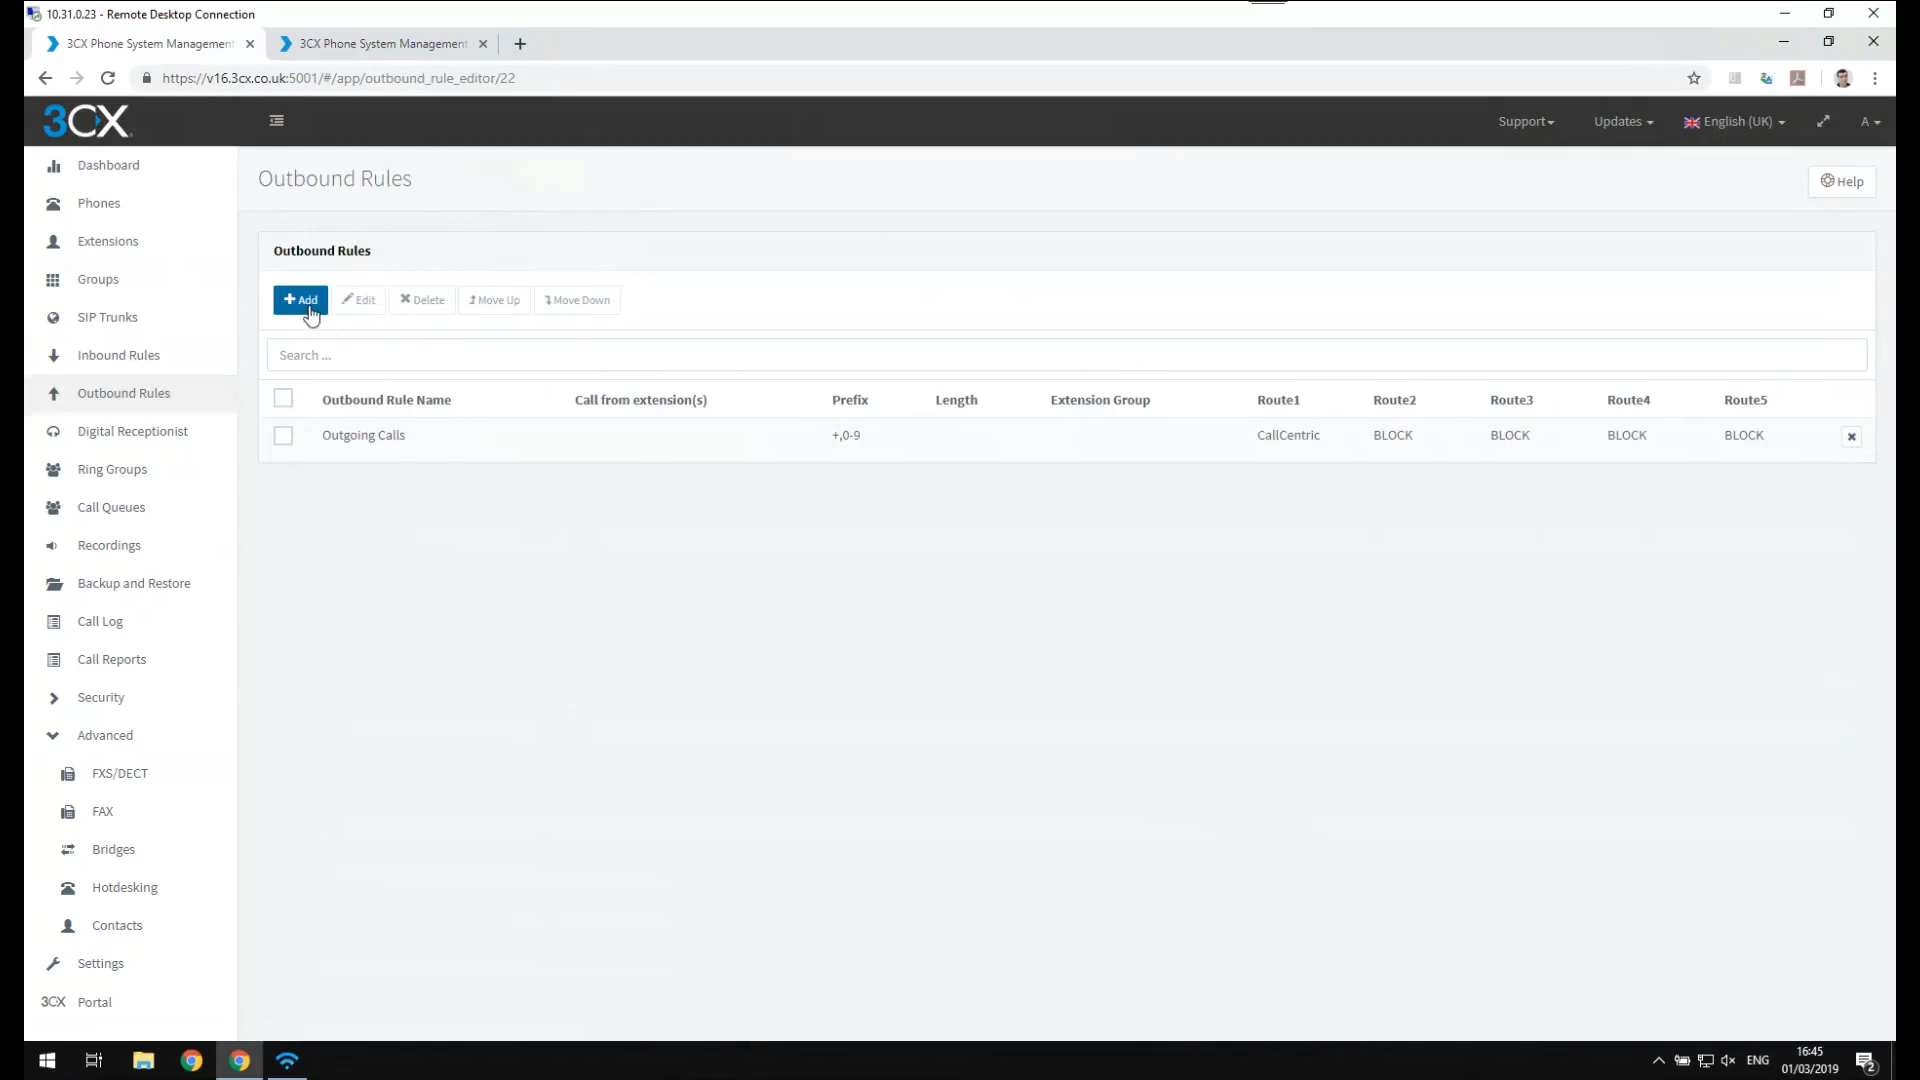 10.31.0.23 - Remote Desktop Connection
3CX Phone System Management
3CX Phone System Management
https://v16.3cx.co.uk:5001/#/app/outbound_rule_editor/22
3CX
Support
Updates
English (UK)
A
Dashboard
Phones
Extensions
Groups
SIP Trunks
Inbound Rules
Outbound Rules
Digital Receptionist
Ring Groups
Call Queues
Recordings
Backup and Restore
Call Log
Call Reports
Security
Advanced
FXS/DECT
FAX
Bridges
Hotdesking
Contacts
Settings
3CX Portal
Outbound Rules
Help
Outbound Rules
Add Edit Delete Move Up Move Down
Search ...
Outbound Rule Name Call from extension(s) Prefix Length Extension Group Route1 Route2 Route3 Route4 Route5
Outgoing Calls +,0-9 CallCentric BLOCK BLOCK BLOCK BLOCK
ENG
16:45
01/03/2019
2